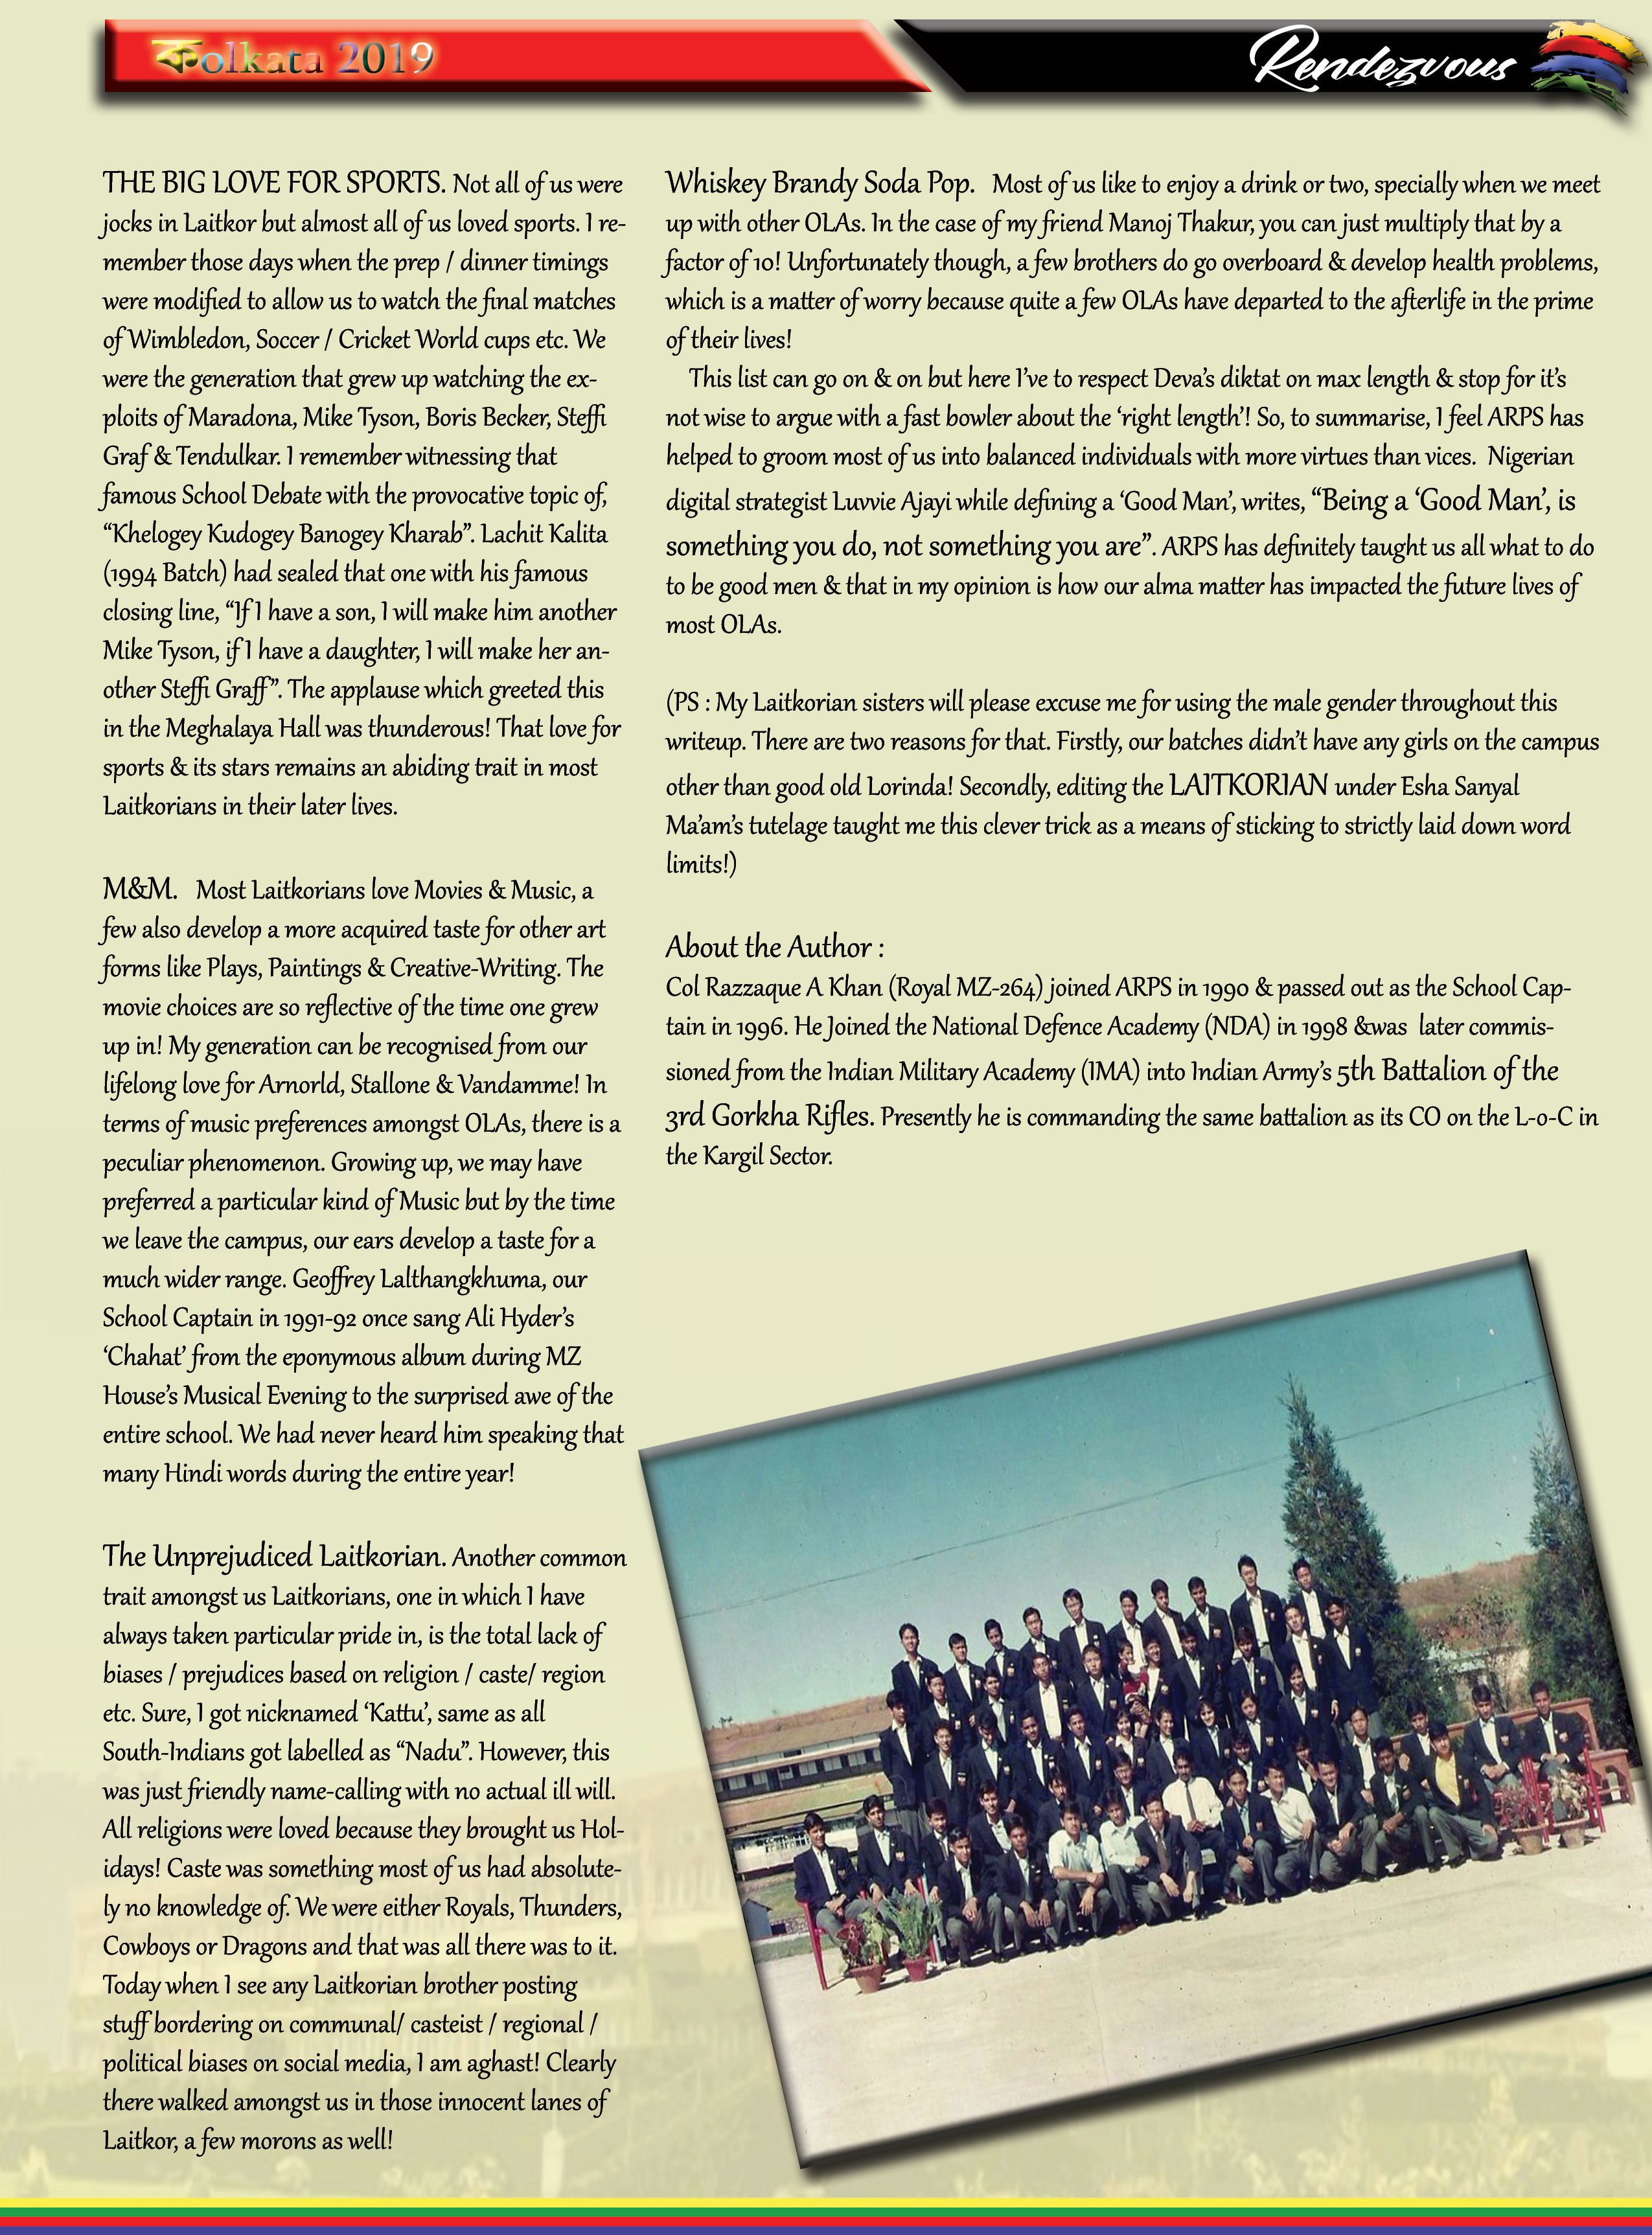 কolkata 2019
Rendezvous
THE BIG LOVE FOR SPORTS. Not all of us were
jocks in Laitkor but almost all of us loved sports. I re-
member those days when the prep / dinner timings
were modified to allow us to watch the final matches
of Wimbledon, Soccer / Cricket World cups etc. We
were the generation that grew up watching the ex-
ploits of Maradona, Mike Tyson, Boris Becker, Steffi
Graf & Tendulkar. I remember witnessing that
famous School Debate with the provocative topic of,
“Khelogey Kudogey Banogey Kharab”. Lachit Kalita
(1994 Batch) had sealed that one with his famous
closing line, “If I have a son, I will make him another
Mike Tyson, if I have a daughter, I will make her an-
other Steffi Graff”. The applause which greeted this
in the Meghalaya Hall was thunderous! That love for
sports & its stars remains an abiding trait in most
Laitkorians in their later lives.
M&M. Most Laitkorians love Movies & Music, a
few also develop a more acquired taste for other art
forms like Plays, Paintings & Creative-Writing. The
movie choices are so reflective of the time one grew
up in! My generation can be recognised from our
lifelong love for Arnorld, Stallone & Vandamme! In
terms of music preferences amongst OLAs, there is a
peculiar phenomenon. Growing up, we may have
preferred a particular kind of Music but by the time
we leave the campus, our ears develop a taste for a
much wider range. Geoffrey Lalthangkhuma, our
School Captain in 1991-92 once sang Ali Hyder’s
‘Chahat’ from the eponymous album during MZ
House’s Musical Evening to the surprised awe of the
entire school. We had never heard him speaking that
many Hindi words during the entire year!
The Unprejudiced Laitkorian. Another common
trait amongst us Laitkorians, one in which I have
always taken particular pride in, is the total lack of
biases / prejudices based on religion / caste/ region
etc. Sure, I got nicknamed ‘Kattu’, same as all
South-Indians got labelled as “Nadu”. However, this
was just friendly name-calling with no actual ill will.
All religions were loved because they brought us Hol-
idays! Caste was something most of us had absolute-
ly no knowledge of. We were either Royals, Thunders,
Cowboys or Dragons and that was all there was to it.
Today when I see any Laitkorian brother posting
stuff bordering on communal/ casteist / regional /
political biases on social media, I am aghast! Clearly
there walked amongst us in those innocent lanes of
Laitkor, a few morons as well!
Whiskey Brandy Soda Pop. Most of us like to enjoy a drink or two, specially when we meet
up with other OLAs. In the case of my friend Manoj Thakur, you can just multiply that by a
factor of 10! Unfortunately though, a few brothers do go overboard & develop health problems,
which is a matter of worry because quite a few OLAs have departed to the afterlife in the prime
of their lives!
This list can go on & on but here I’ve to respect Deva’s diktat on max length & stop for it’s
not wise to argue with a fast bowler about the ‘right length’! So, to summarise, I feel ARPS has
helped to groom most of us into balanced individuals with more virtues than vices. Nigerian
digital strategist Luvvie Ajayi while defining a ‘Good Man’, writes, “Being a ‘Good Man’, is
something you do, not something you are”. ARPS has definitely taught us all what to do
to be good men & that in my opinion is how our alma matter has impacted the future lives of
most OLAs.
(PS : My Laitkorian sisters will please excuse me for using the male gender throughout this
writeup. There are two reasons for that. Firstly, our batches didn’t have any girls on the campus
other than good old Lorinda! Secondly, editing the LAITKORIAN under Esha Sanyal
Ma’am’s tutelage taught me this clever trick as a means of sticking to strictly laid down word
limits!)
About the Author :
Col Razzaque A Khan (Royal MZ-264) joined ARPS in 1990 & passed out as the School Cap-
tain in 1996. He Joined the National Defence Academy (NDA) in 1998 &was later commis-
sioned from the Indian Military Academy (IMA) into Indian Army’s 5th Battalion of the
3rd Gorkha Rifles. Presently he is commanding the same battalion as its CO on the L-o-C in
the Kargil Sector.